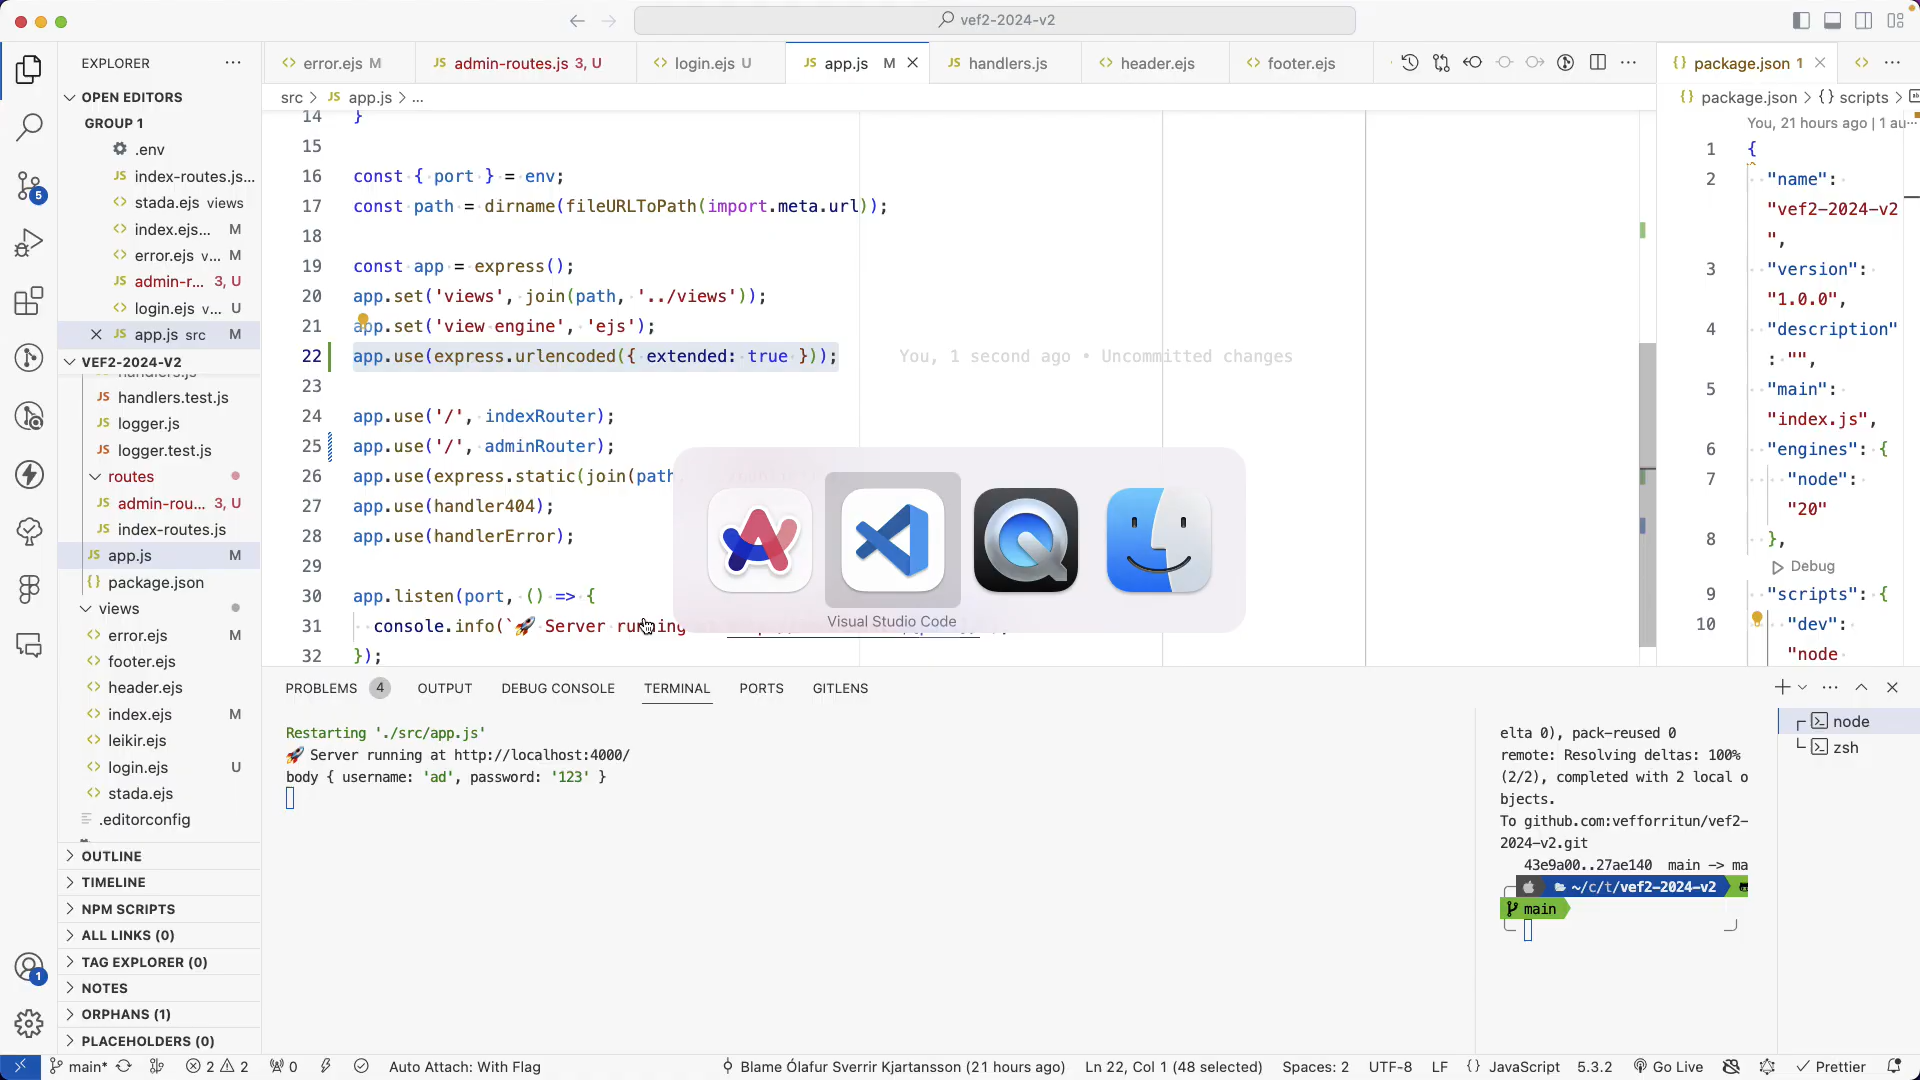 vef2-2024-v2
EXPLORER
OPEN EDITORS
GROUP 1
.env
index-routes.js...
stada.ejs views
index.ejs... M
error.ejs v... M
admin-r... 3, U
login.ejs v... U
app.js src M
VEF2-2024-V2
handlers.js
handlers.test.js
logger.js
logger.test.js
routes
admin-rou... 3, U
index-routes.js
app.js M
package.json
views
error.ejs M
footer.ejs
header.ejs
index.ejs M
leikir.ejs
login.ejs U
stada.ejs
.editorconfig
OUTLINE
TIMELINE
NPM SCRIPTS
ALL LINKS (0)
TAG EXPLORER (0)
NOTES
ORPHANS (1)
PLACEHOLDERS (0)
error.ejs M
admin-routes.js 3, U
login.ejs U
app.js M
handlers.js
header.ejs
footer.ejs
src > JS app.js > ...
14 }
15
16 const { port } = env;
17 const path = dirname(fileURLToPath(import.meta.url));
18
19 const app = express();
20 app.set('views', join(path, '../views'));
21 app.set('view engine', 'ejs');
22 app.use(express.urlencoded({ extended: true })); You, 1 second ago • Uncommitted changes
23
24 app.use('/', indexRouter);
25 app.use('/', adminRouter);
26 app.use(express.static(join(path
27 app.use(handler404);
28 app.use(handlerError);
29
30 app.listen(port, () => {
31 console.info(`🚀 Server running
32 });
Visual Studio Code
package.json 1
package.json > {} scripts >
You, 21 hours ago | 1 au...
1 {
2 "name":
"vef2-2024-v2
",
3 "version":
"1.0.0",
4 "description"
: "",
5 "main":
"index.js",
6 "engines": {
7 "node":
"20"
8 },
Debug
9 "scripts": {
10 "dev":
"node
PROBLEMS 4 OUTPUT DEBUG CONSOLE TERMINAL PORTS GITLENS
Restarting './src/app.js'
🚀 Server running at http://localhost:4000/
body { username: 'ad', password: '123' }
elta 0), pack-reused 0
remote: Resolving deltas: 100%
(2/2), completed with 2 local o
bjects.
To github.com:vefforritun/vef2-
2024-v2.git
43e9a00..27ae140 main -> ma
~/c/t/vef2-2024-v2
main
node
zsh
5
1
main* 2 2 0 Auto Attach: With Flag Blame Ólafur Sverrir Kjartansson (21 hours ago) Ln 22, Col 1 (48 selected) Spaces: 2 UTF-8 LF {} JavaScript 5.3.2 Go Live Prettier